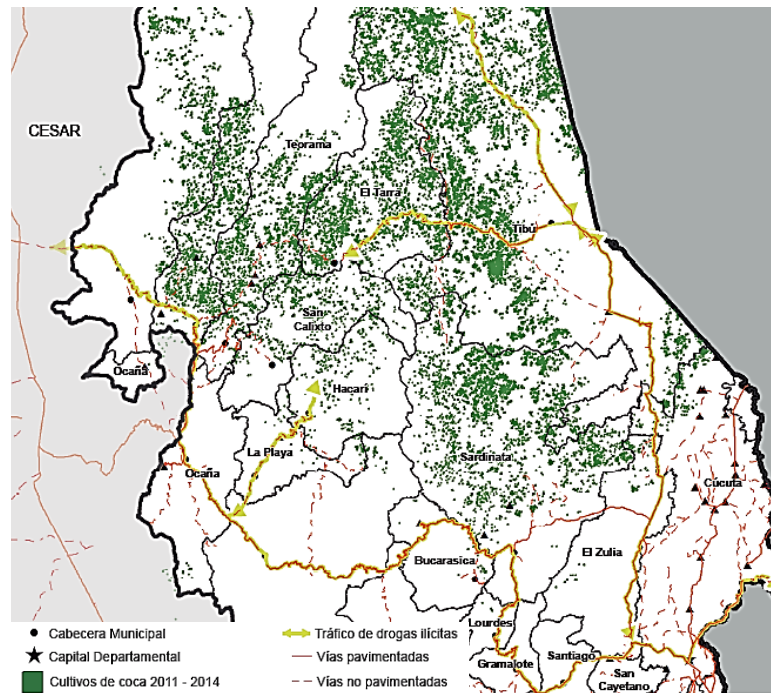 CESAR
Teorama
El Tarra
Tibú
San
Calixto
Ocaña
Hacarí
La Playa
Ocaña
Sardinata
Cúcuta
Bucarasica
El Zulia
Lourdes
Gramalote
Santiago
San
Cayetano
Cabecera Municipal
Capital Departamental
Cultivos de coca 2011 - 2014
Tráfico de drogas ilícitas
Vías pavimentadas
Vías no pavimentadas